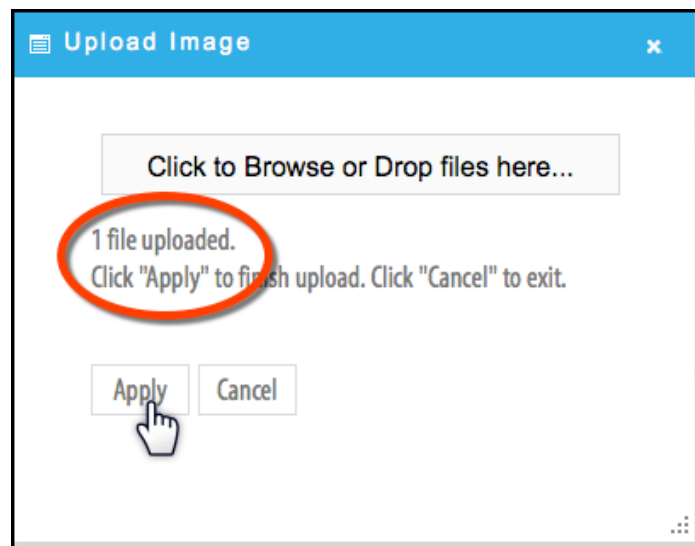 Upload Image
Click to Browse or Drop files here...
1 file uploaded.
Click "Apply" to finish upload. Click "Cancel" to exit.
Apply Cancel